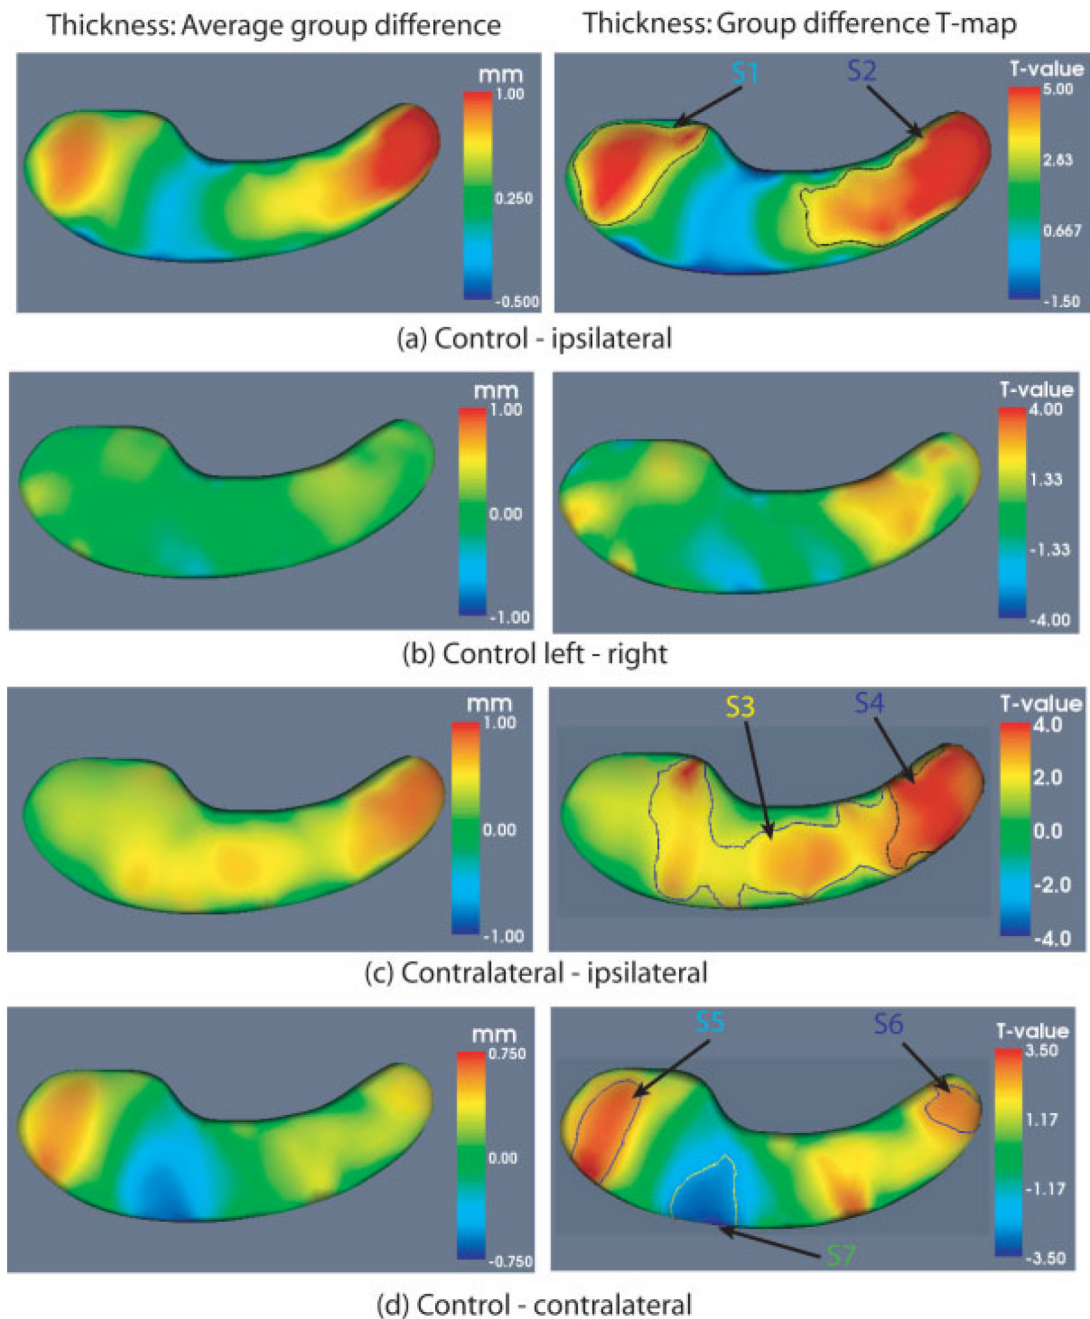 Thickness: Average group difference
Thickness: Group difference T-map
mm
1.00
0.250
-0.500
S1
S2
T-value
5.00
2.83
0.667
-1.50
(a) Control - ipsilateral
mm
1.00
0.00
-1.00
T-value
4.00
1.33
-1.33
-4.00
(b) Control left - right
mm
1.00
0.00
-1.00
S3
S4
T-value
4.0
2.0
0.0
-2.0
-4.0
(c) Contralateral - ipsilateral
mm
0.750
0.00
-0.750
S5
S6
S7
T-value
3.50
1.17
-1.17
-3.50
(d) Control - contralateral